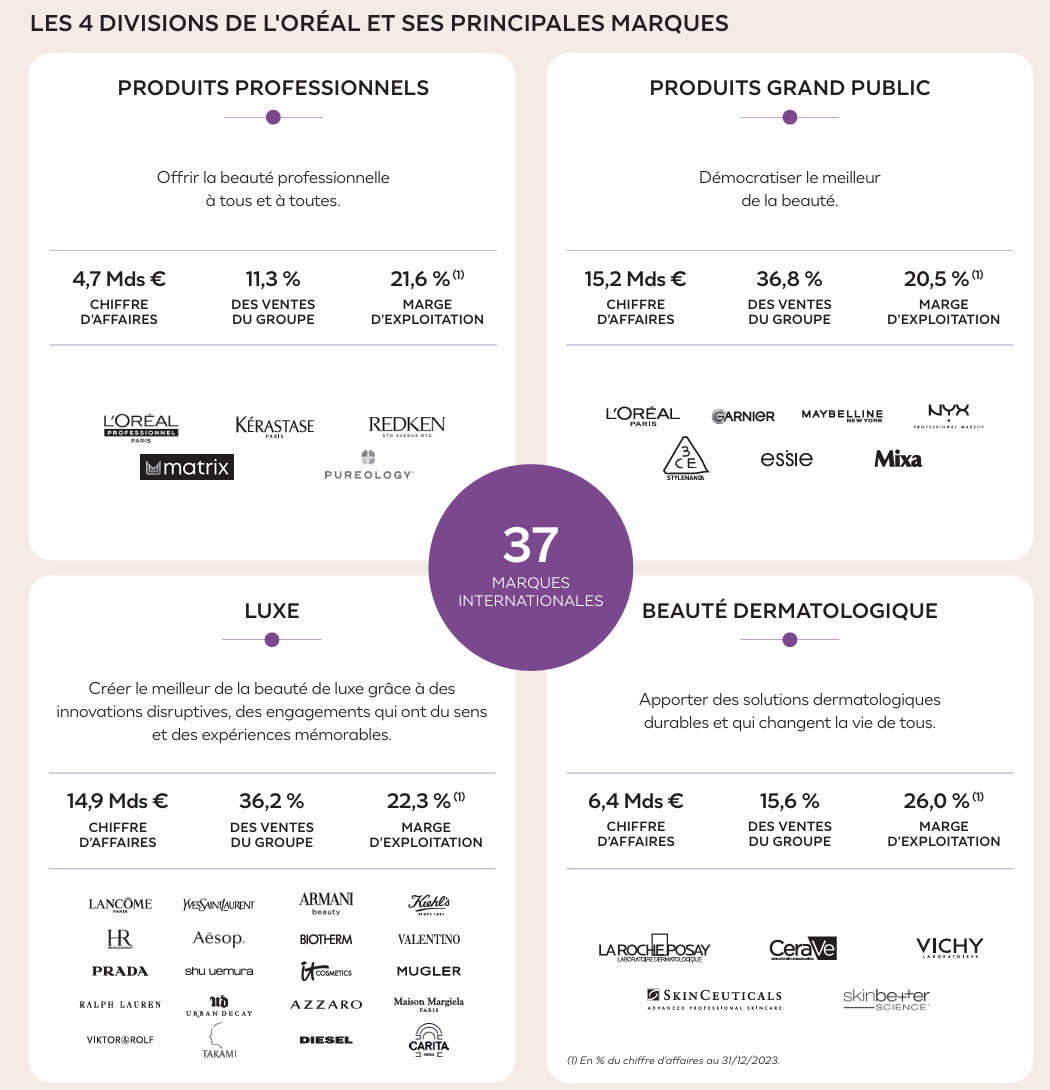 LES 4 DIVISIONS DE L'ORÉAL ET SES PRINCIPALES MARQUES
PRODUITS PROFESSIONNELS
Offrir la beauté professionnelle
à tous et à toutes.
4,7 Mds €
11,3 %
21,6 % (1)
CHIFFRE
D'AFFAIRES
DES VENTES
DU GROUPE
MARGE
D'EXPLOITATION
L'ORÉAL
PROFESSIONNEL
PARIS
KÉRASTASE
PARIS
REDKEN
5TH AVENUE NYC
matrix
PUREOLOGY
PRODUITS GRAND PUBLIC
Démocratiser le meilleur
de la beauté.
15,2 Mds €
36,8 %
20,5 % (1)
CHIFFRE
D'AFFAIRES
DES VENTES
DU GROUPE
MARGE
D'EXPLOITATION
L'ORÉAL
PARIS
GARNIER
MAYBELLINE
NEW YORK
NYX
PROFESSIONAL MAKEUP
3
CE
STYLENANDA
essie
Mixa
37
MARQUES
INTERNATIONALES
LUXE
Créer le meilleur de la beauté de luxe grâce à des
innovations disruptives, des engagements qui ont du sens
et des expériences mémorables.
14,9 Mds €
36,2 %
22,3 % (1)
CHIFFRE
D'AFFAIRES
DES VENTES
DU GROUPE
MARGE
D'EXPLOITATION
LANCÔME
PARIS
YVES SAINT LAURENT
ARMANI
beauty
Kiehl's
SINCE 1851
HR
Aēsop.
BIOTHERM
VALENTINO
PRADA
shu uemura
it COSMETICS
MUGLER
RALPH LAUREN
UD
URBAN DECAY
AZZARO
Maison Margiela
PARIS
VIKTOR&ROLF
TAKAMI
DIESEL
CARITA
PARIS
BEAUTÉ DERMATOLOGIQUE
Apporter des solutions dermatologiques
durables et qui changent la vie de tous.
6,4 Mds €
15,6 %
26,0 % (1)
CHIFFRE
D'AFFAIRES
DES VENTES
DU GROUPE
MARGE
D'EXPLOITATION
LA ROCHE POSAY
LABORATOIRE DERMATOLOGIQUE
CeraVe
VICHY
LABORATOIRES
SKINCEUTICALS
ADVANCED PROFESSIONAL SKINCARE
skinbetter
SCIENCE
(1) En % du chiffre d'affaires au 31/12/2023.